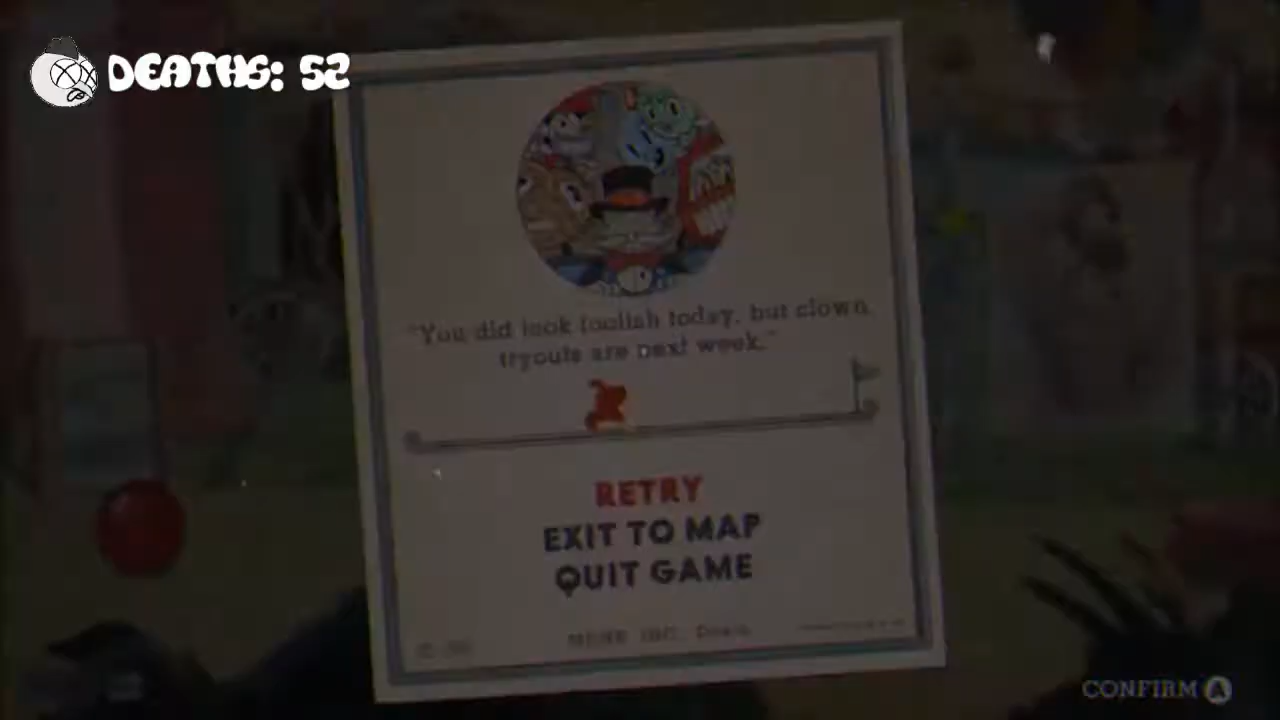 DEATHS: 52
"You did look foolish today, but clown
tryouts are next week."
RETRY
EXIT TO MAP
QUIT GAME
CONFIRM A